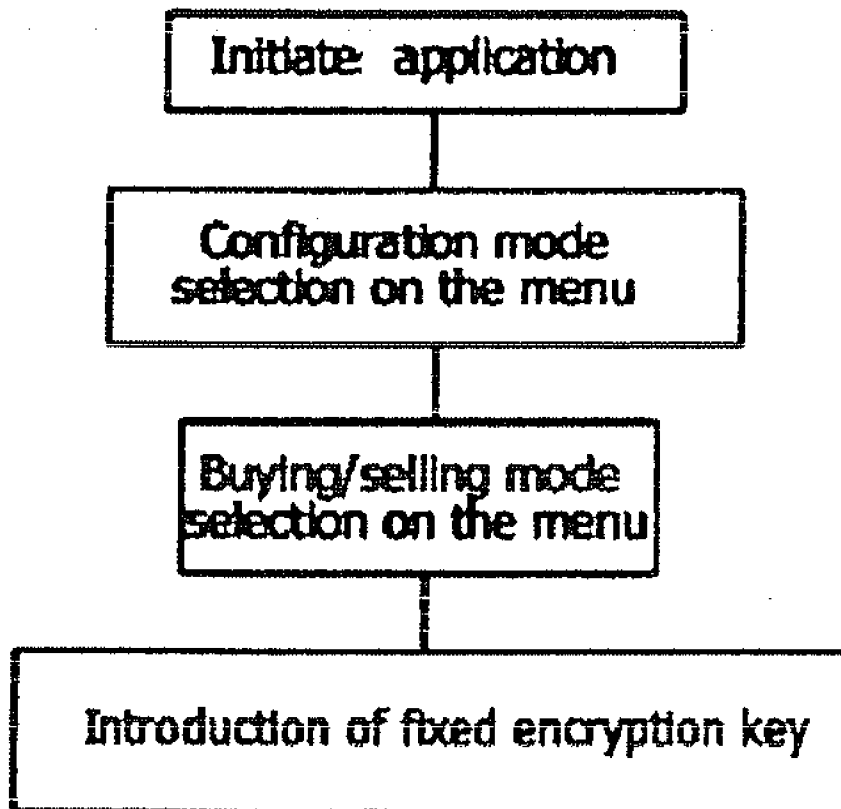 Initiate application
Configuration mode
selection on the menu
Buying/selling mode
selection on the menu
Introduction of fixed encryption key